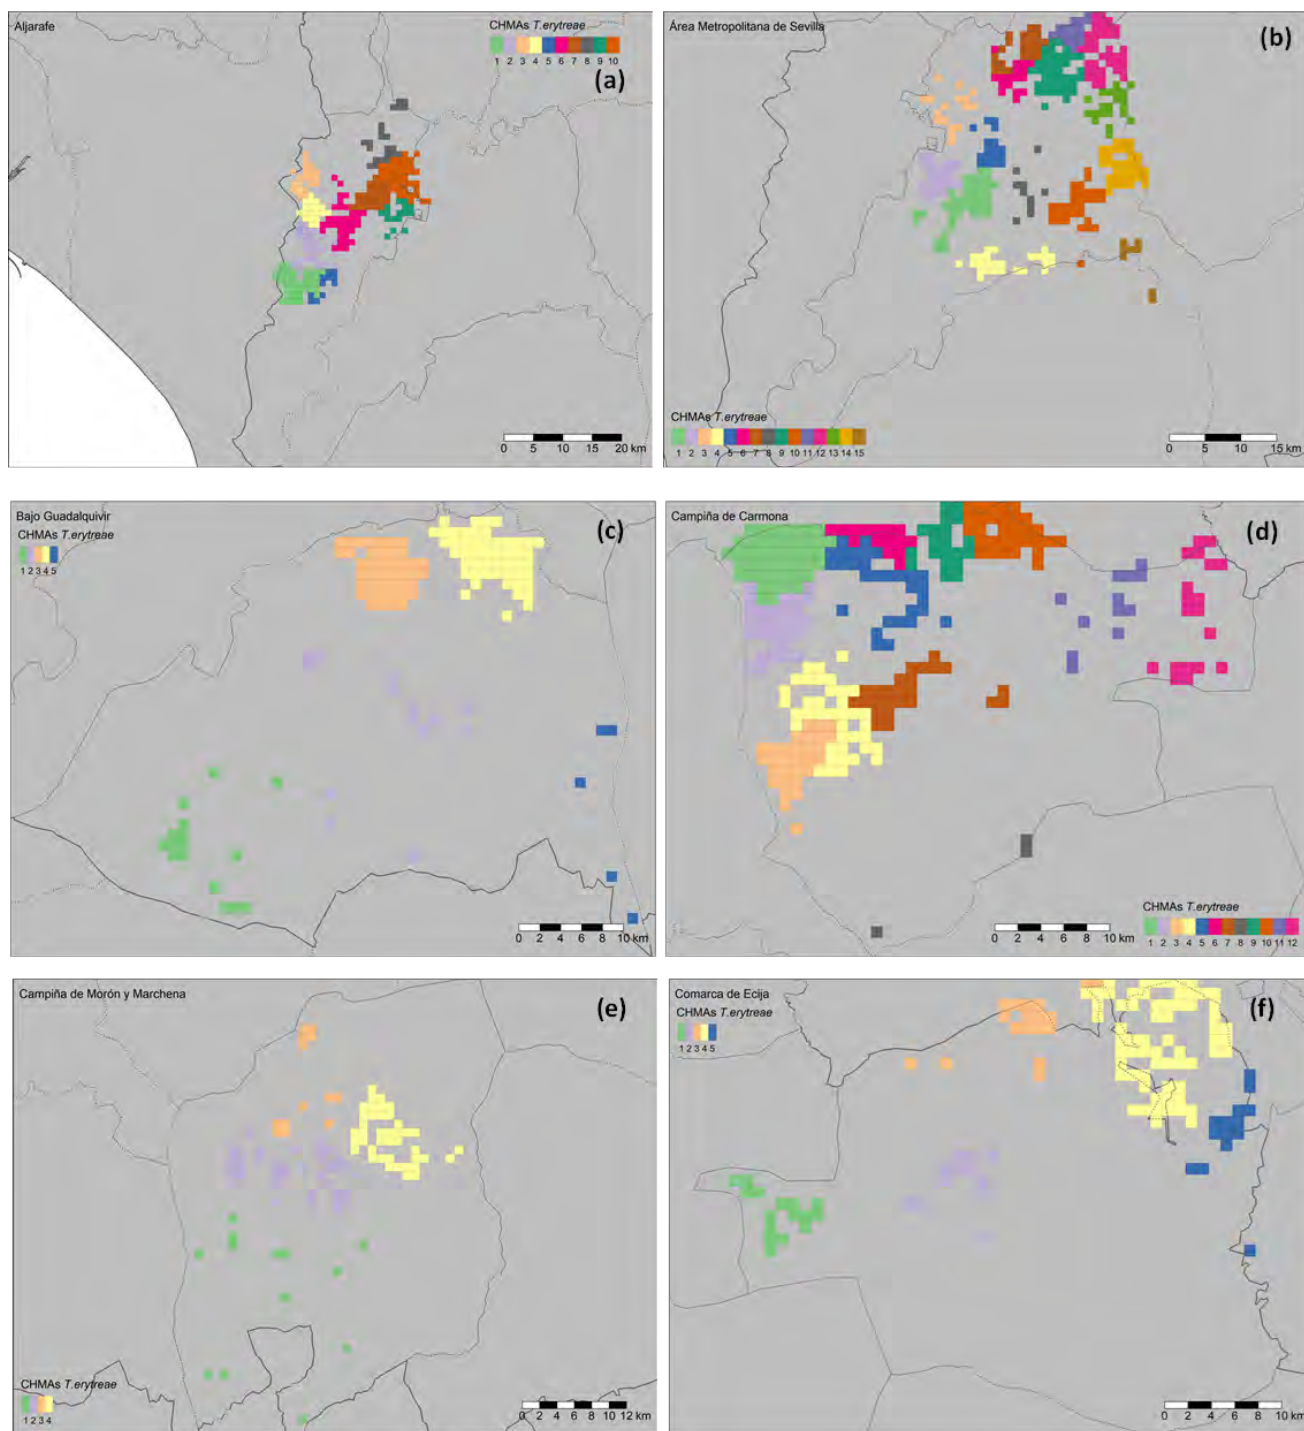 Aljarafe
CHMAs T.erytreae
1 2 3 4 5 6 7 8 9 10
(a)
0 5 10 15 20 km
Área Metropolitana de Sevilla
(b)
CHMAs T.erytreae
1 2 3 4 5 6 7 8 9 10 11 12 13 14 15
0 5 10 15 km
Bajo Guadalquivir
CHMAs T.erytreae
1 2 3 4 5
(c)
0 2 4 6 8 10 km
Campiña de Carmona
(d)
CHMAs T.erytreae
1 2 3 4 5 6 7 8 9 10 11 12
0 2 4 6 8 10 km
Campiña de Morón y Marchena
(e)
CHMAs T.erytreae
1 2 3 4
0 2 4 6 8 10 12 km
Comarca de Ecija
CHMAs T.erytreae
1 2 3 4 5
(f)
0 2 4 6 8 10 km